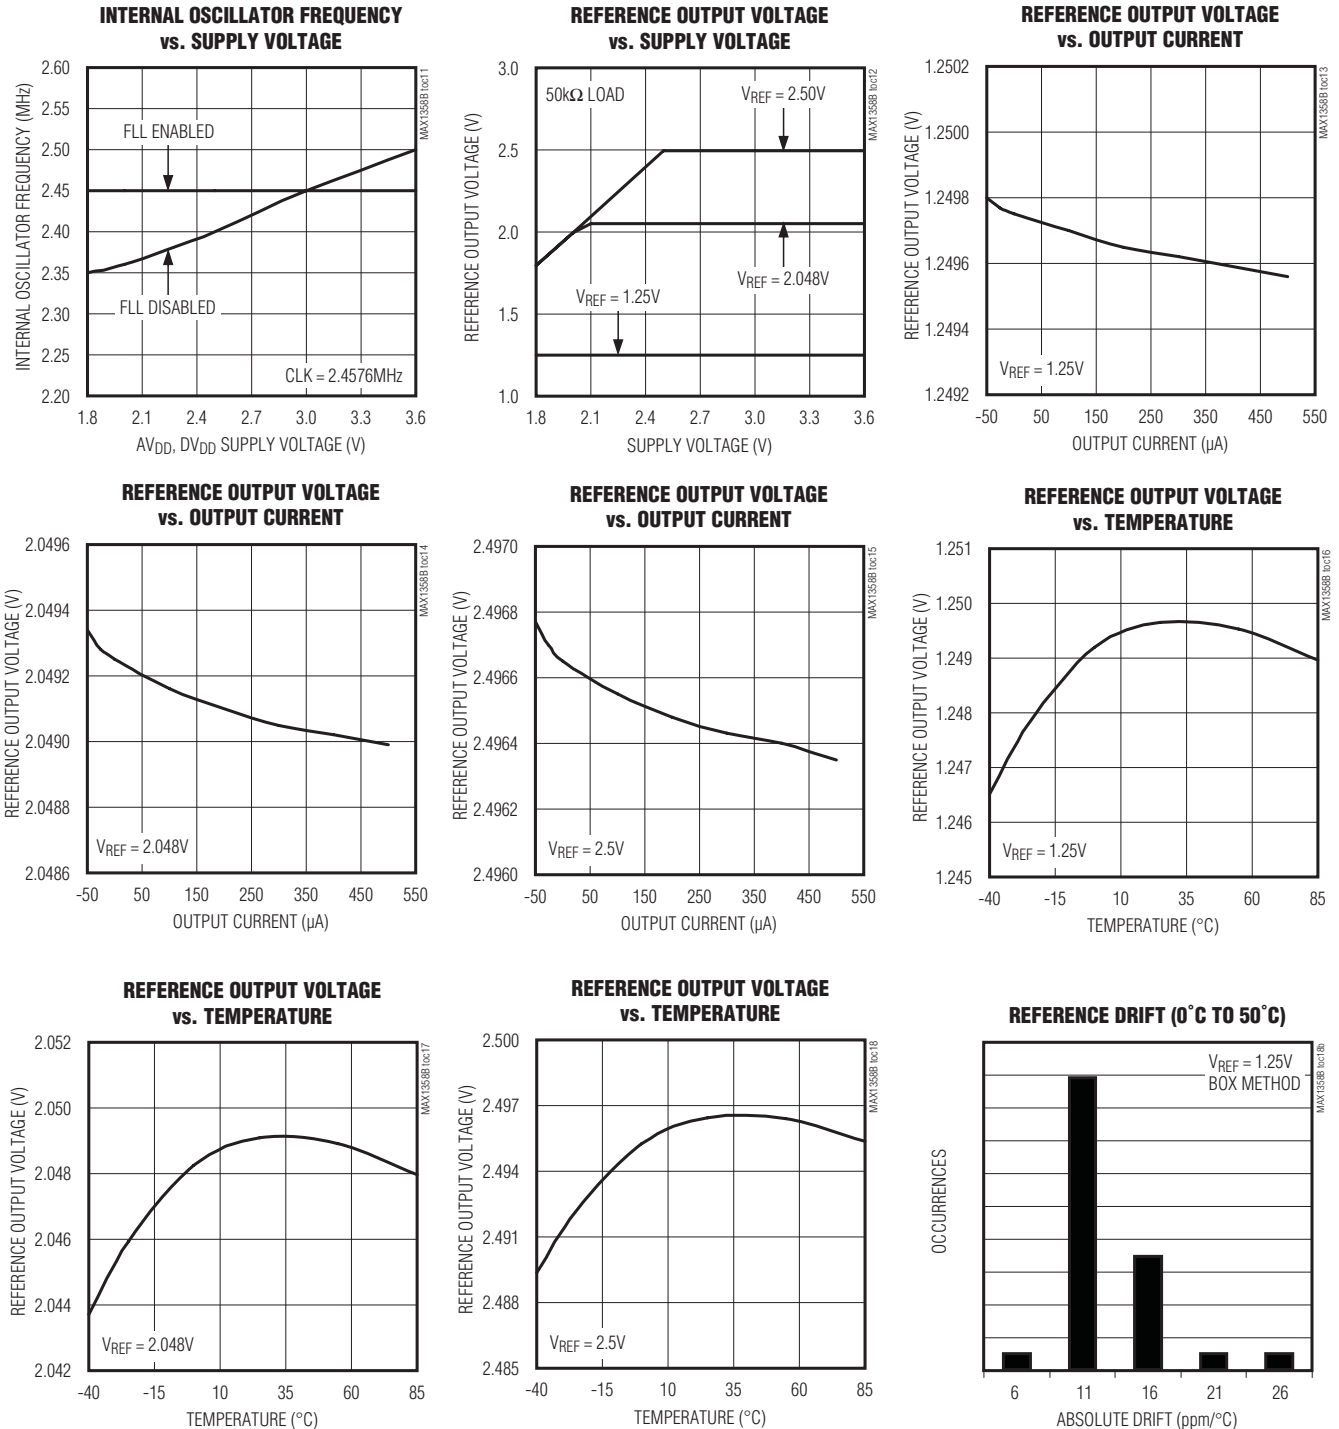 INTERNAL OSCILLATOR FREQUENCY
vs. SUPPLY VOLTAGE
INTERNAL OSCILLATOR FREQUENCY (MHz)
2.60
2.55
2.50
2.45
2.40
2.35
2.30
2.25
2.20
FLL ENABLED
FLL DISABLED
CLK = 2.4576MHz
MAX1358B toc11
1.8 2.1 2.4 2.7 3.0 3.3 3.6
AVDD, DVDD SUPPLY VOLTAGE (V)
REFERENCE OUTPUT VOLTAGE
vs. SUPPLY VOLTAGE
REFERENCE OUTPUT VOLTAGE (V)
3.0
2.5
2.0
1.5
1.0
50kΩ LOAD
VREF = 2.50V
VREF = 2.048V
VREF = 1.25V
MAX1358B toc12
1.8 2.1 2.4 2.7 3.0 3.3 3.6
SUPPLY VOLTAGE (V)
REFERENCE OUTPUT VOLTAGE
vs. OUTPUT CURRENT
REFERENCE OUTPUT VOLTAGE (V)
1.2502
1.2500
1.2498
1.2496
1.2494
1.2492
VREF = 1.25V
MAX1358B toc13
-50 50 150 250 350 450 550
OUTPUT CURRENT (µA)
REFERENCE OUTPUT VOLTAGE
vs. OUTPUT CURRENT
REFERENCE OUTPUT VOLTAGE (V)
2.0496
2.0494
2.0492
2.0490
2.0488
2.0486
VREF = 2.048V
MAX1358B toc14
-50 50 150 250 350 450 550
OUTPUT CURRENT (µA)
REFERENCE OUTPUT VOLTAGE
vs. OUTPUT CURRENT
REFERENCE OUTPUT VOLTAGE (V)
2.4970
2.4968
2.4966
2.4964
2.4962
2.4960
VREF = 2.5V
MAX1358B toc15
-50 50 150 250 350 450 550
OUTPUT CURRENT (µA)
REFERENCE OUTPUT VOLTAGE
vs. TEMPERATURE
REFERENCE OUTPUT VOLTAGE (V)
1.251
1.250
1.249
1.248
1.247
1.246
1.245
VREF = 1.25V
MAX1358B toc16
-40 -15 10 35 60 85
TEMPERATURE (°C)
REFERENCE OUTPUT VOLTAGE
vs. TEMPERATURE
REFERENCE OUTPUT VOLTAGE (V)
2.052
2.050
2.048
2.046
2.044
2.042
VREF = 2.048V
MAX1358B toc17
-40 -15 10 35 60 85
TEMPERATURE (°C)
REFERENCE OUTPUT VOLTAGE
vs. TEMPERATURE
REFERENCE OUTPUT VOLTAGE (V)
2.500
2.497
2.494
2.491
2.488
2.485
VREF = 2.5V
MAX1358B toc18
-40 -15 10 35 60 85
TEMPERATURE (°C)
REFERENCE DRIFT (0˚C TO 50˚C)
OCCURRENCES
VREF = 1.25V
BOX METHOD
MAX1358B toc18b
6 11 16 21 26
ABSOLUTE DRIFT (ppm/°C)